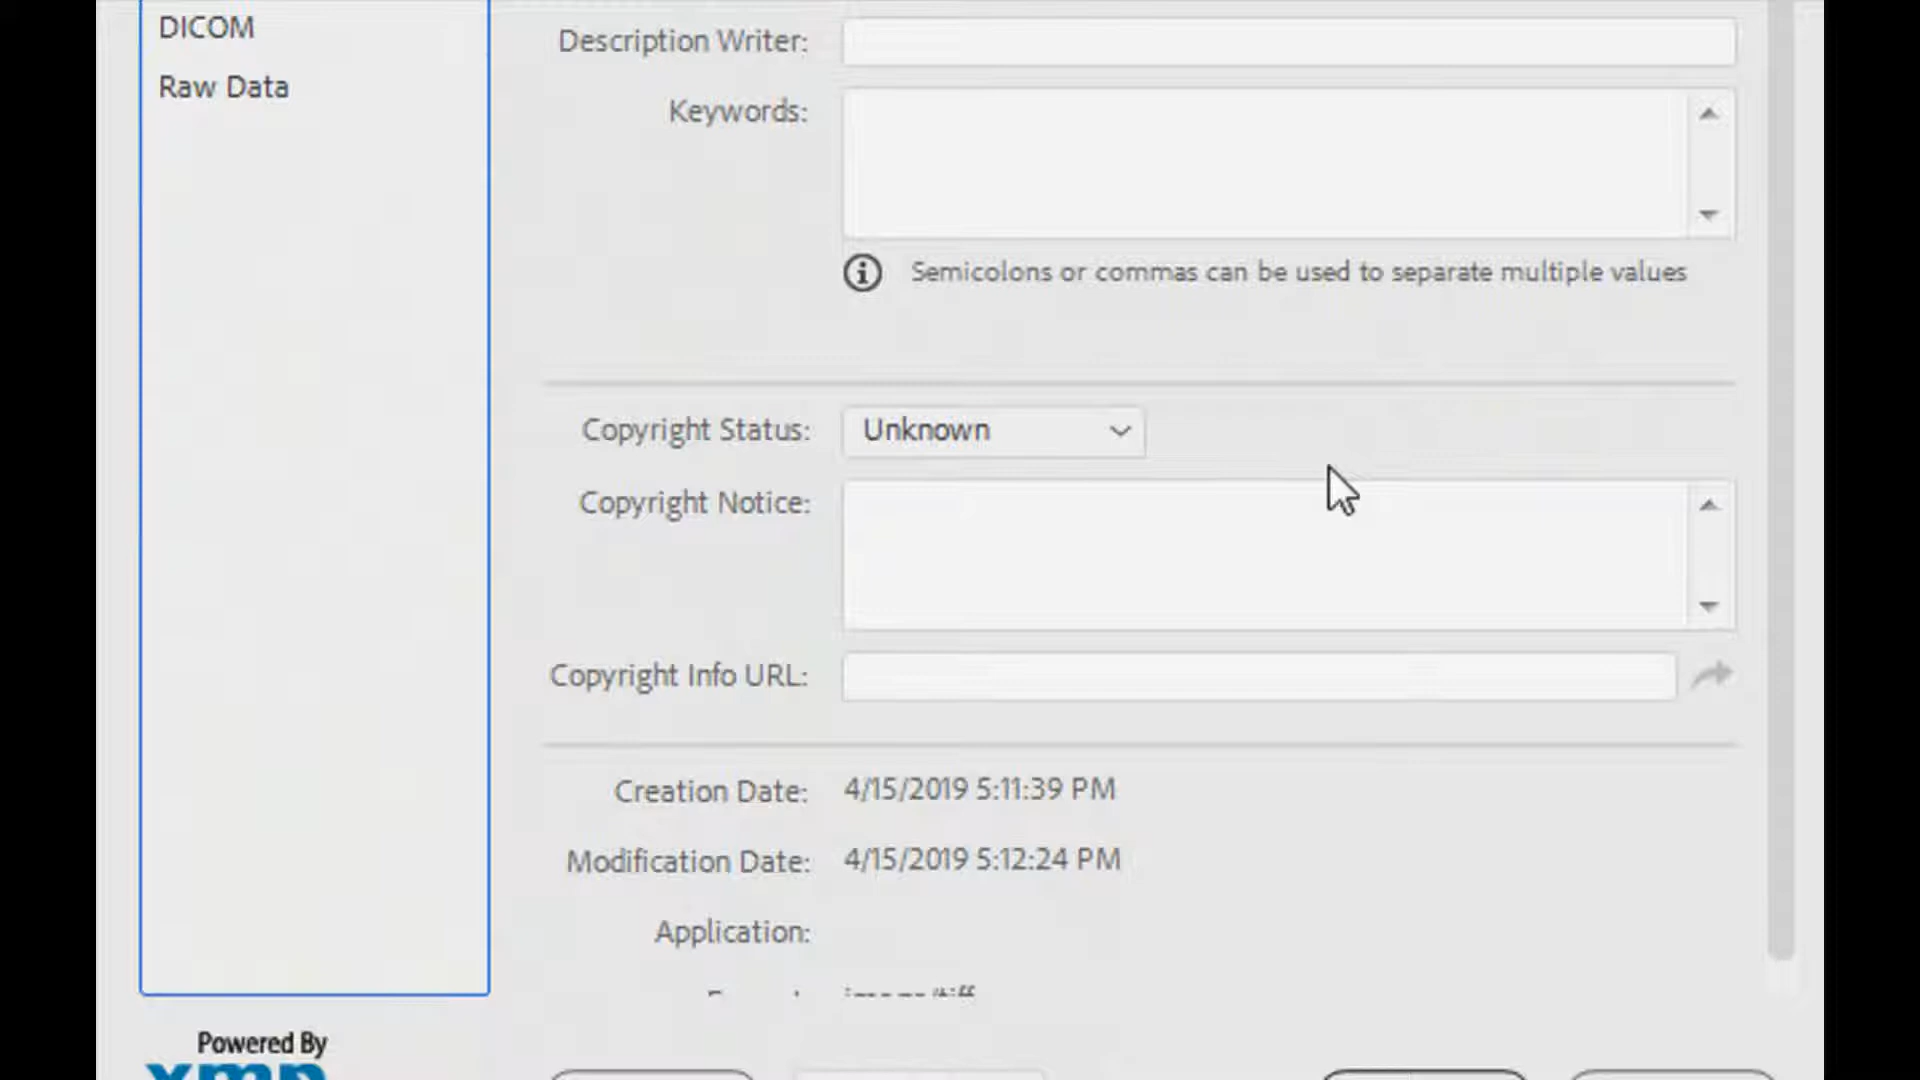 DICOM
Raw Data
Description Writer:
Keywords:
Semicolons or commas can be used to separate multiple values
Copyright Status: Unknown
Copyright Notice:
Copyright Info URL:
Creation Date: 4/15/2019 5:11:39 PM
Modification Date: 4/15/2019 5:12:24 PM
Application:
Powered By
xmp